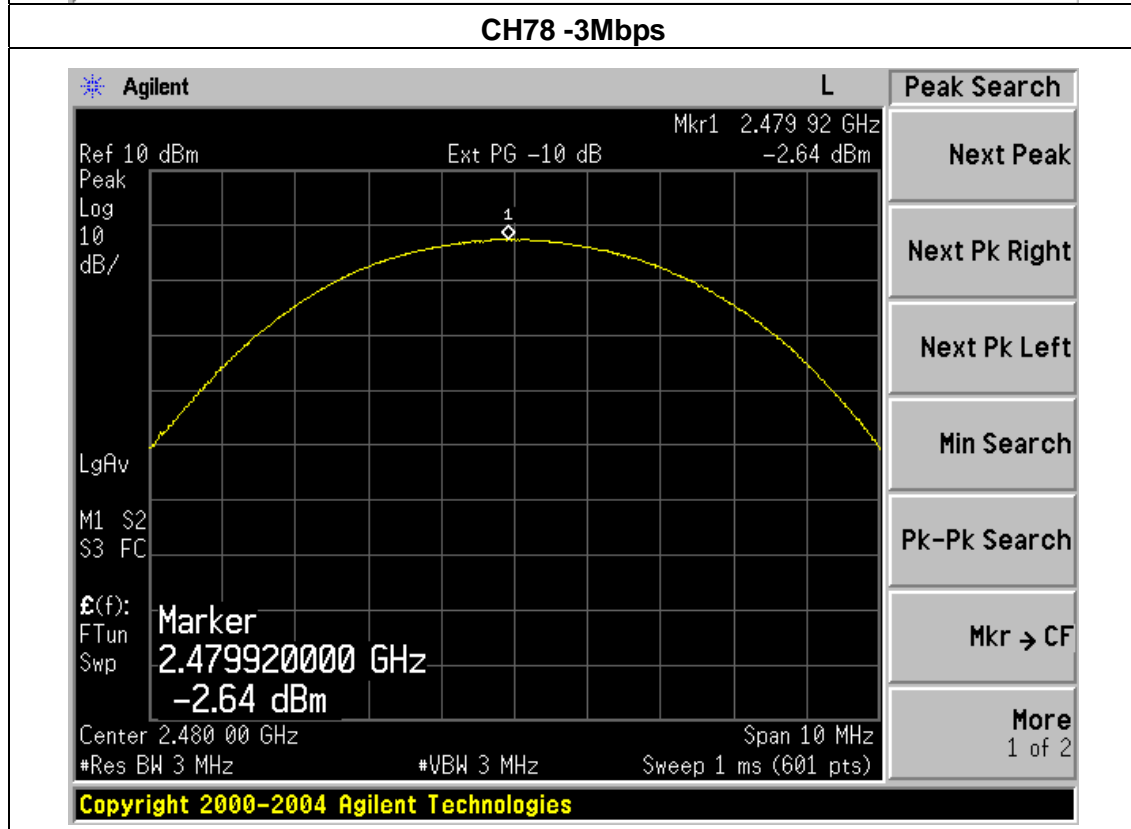 CH78 -3Mbps
Agilent L Peak Search
Mkr1 2.479 92 GHz
Ref 10 dBm Ext PG -10 dB -2.64 dBm
Peak
Log
10
dB/
1
LgAv
M1 S2
S3 FC
£(f):
FTun
Swp
Marker
2.479920000 GHz
-2.64 dBm
Center 2.480 00 GHz Span 10 MHz
#Res BW 3 MHz #VBW 3 MHz Sweep 1 ms (601 pts)
Next Peak
Next Pk Right
Next Pk Left
Min Search
Pk-Pk Search
Mkr → CF
More
1 of 2
Copyright 2000-2004 Agilent Technologies